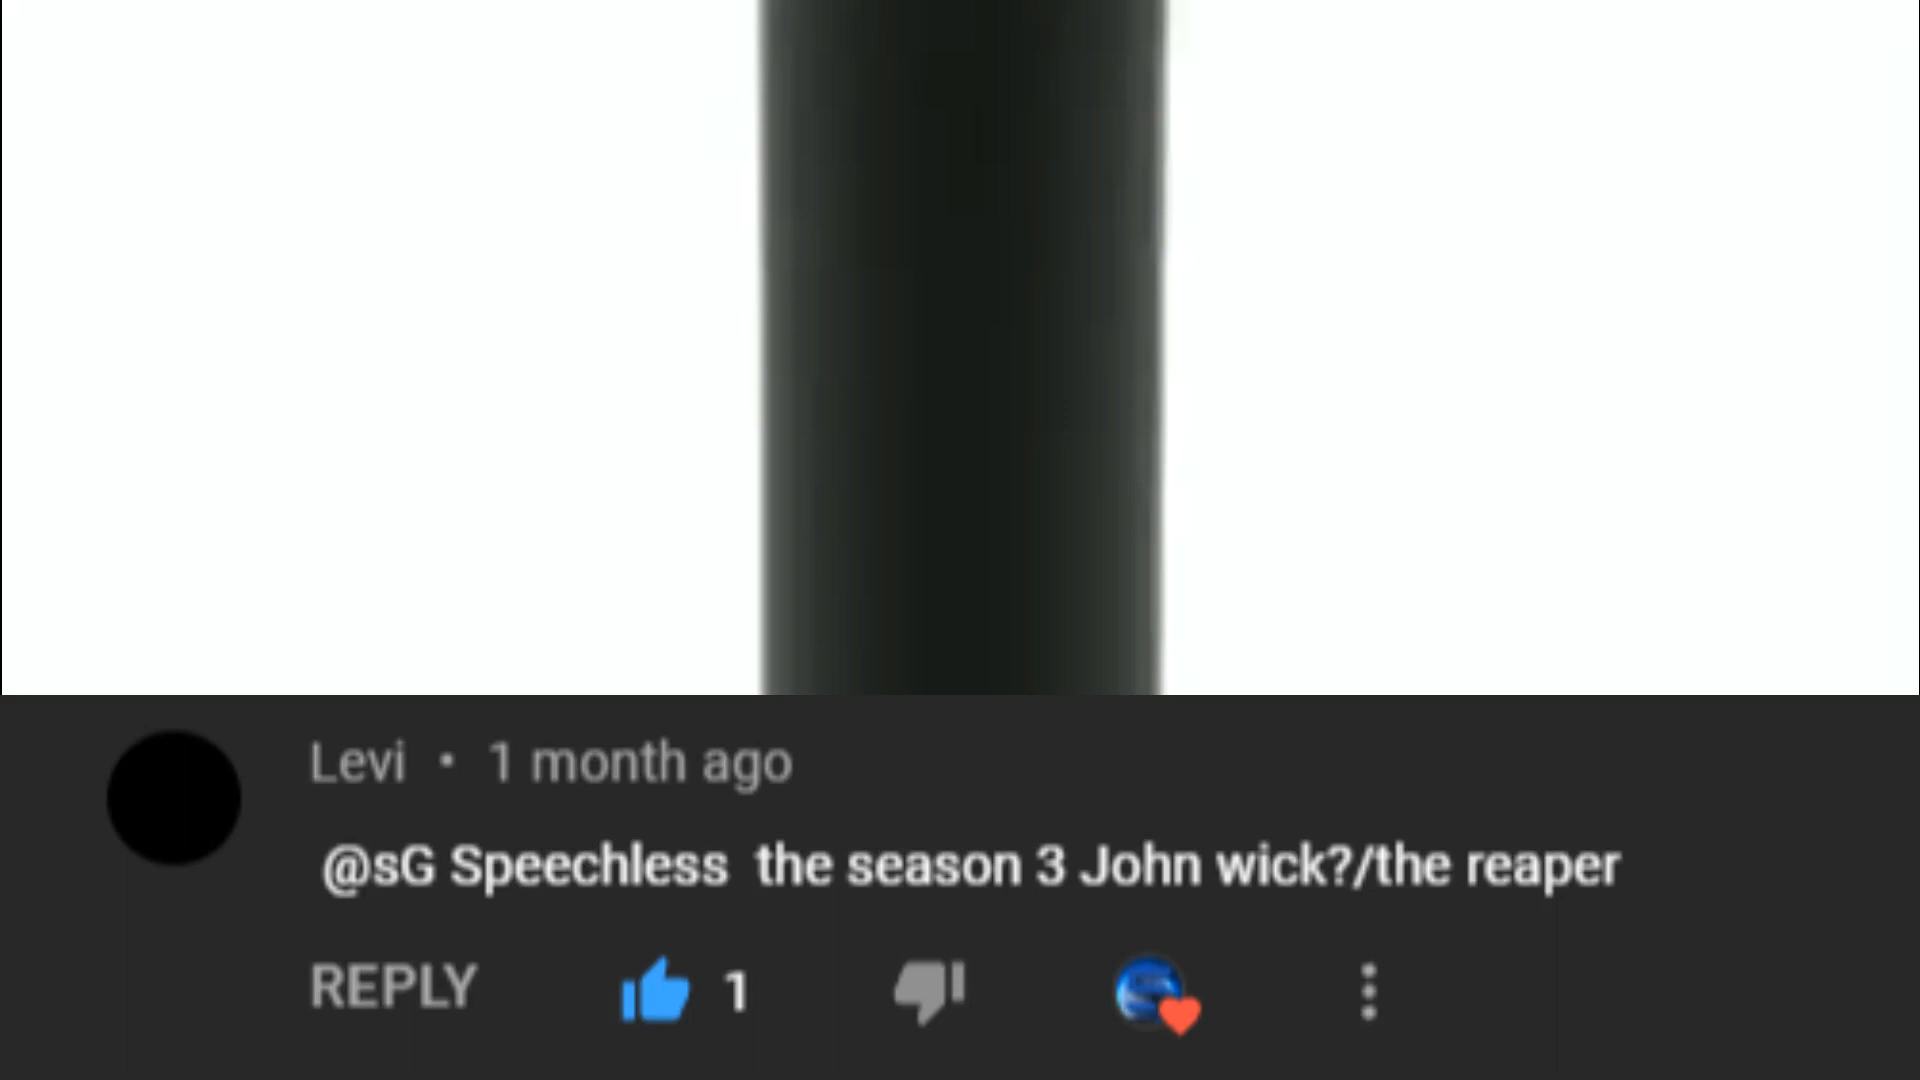 Levi • 1 month ago
@sG Speechless the season 3 John wick?/the reaper
REPLY 1